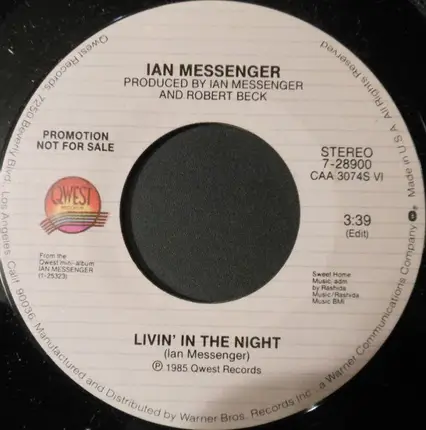 IAN MESSENGER
PRODUCED BY IAN MESSENGER
AND ROBERT BECK
PROMOTION
NOT FOR SALE
STEREO
7-28900
CAA 3074S VI
QWEST
RECORDS
3:39
(Edit)
From the
Qwest mini-album
IAN MESSENGER
(1-25323)
Sweet Home
Music, adm
by Rashida
Music/Rashida
Music BMI
LIVIN' IN THE NIGHT
(Ian Messenger)
℗ 1985 Qwest Records
Qwest Records, 7250 Beverly Blvd., Los Angeles, Calif. 90036, Manufactured and Distributed by Warner Bros. Records Inc., a Warner Communications Company. Made in U.S.A. All Rights Reserved.